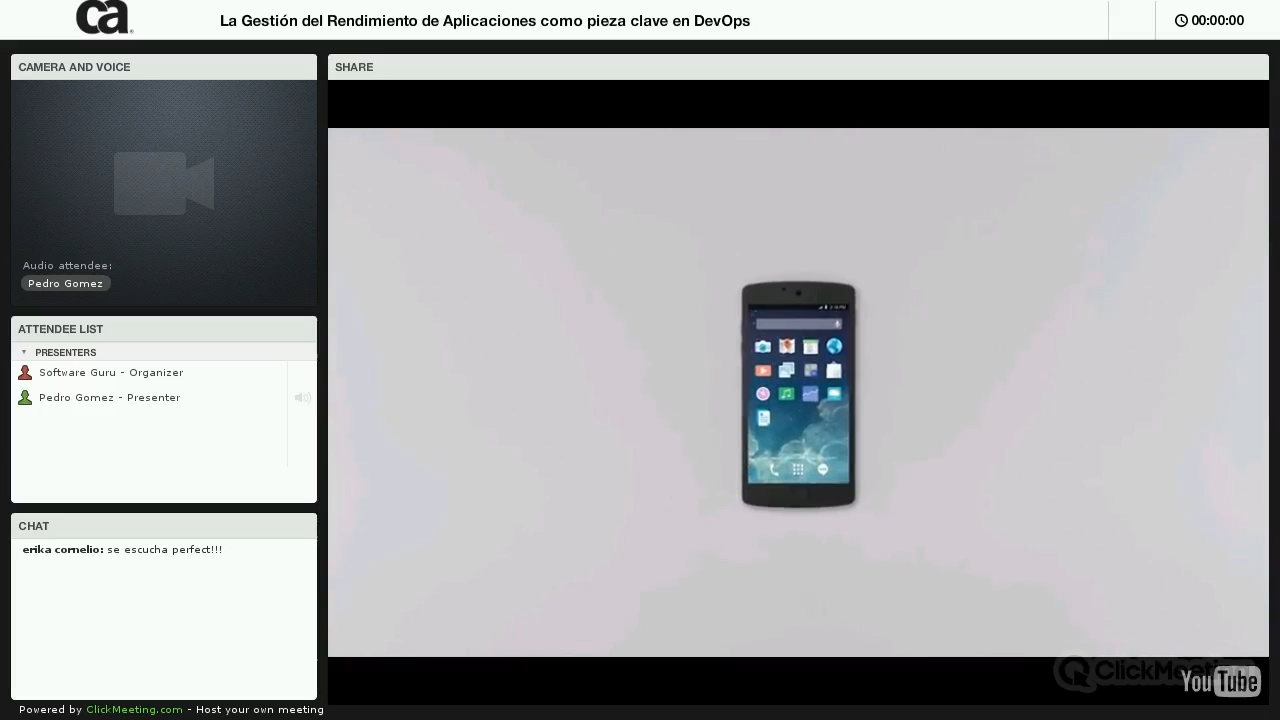 ca
La Gestión del Rendimiento de Aplicaciones como pieza clave en DevOps
00:00:00
CAMERA AND VOICE
Audio attendee:
Pedro Gomez
ATTENDEE LIST
PRESENTERS
Software Guru - Organizer
Pedro Gomez - Presenter
CHAT
erika cornelio: se escucha perfect!!!
Powered by ClickMeeting.com - Host your own meeting
SHARE
ClickMeeting
YouTube